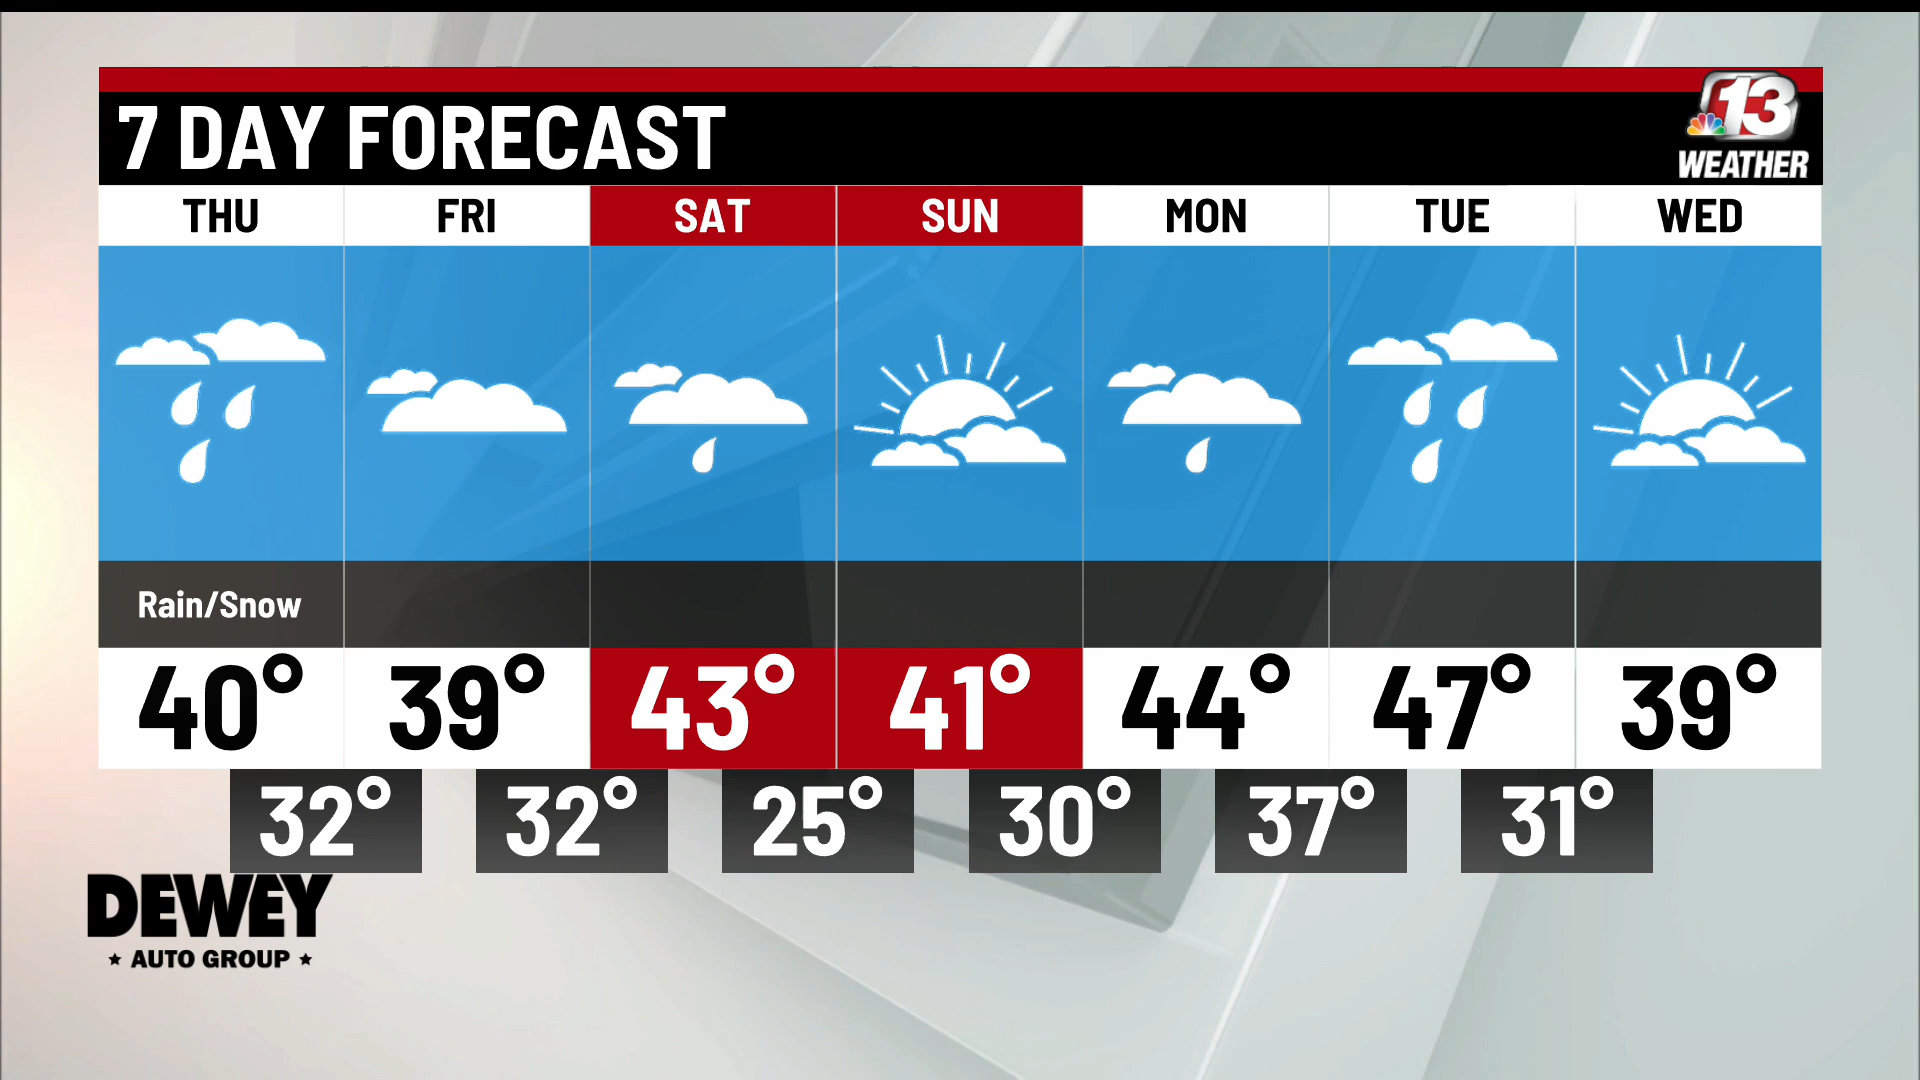 7 DAY FORECAST
13
WEATHER
THU FRI SAT SUN MON TUE WED
Rain/Snow
40° 39° 43° 41° 44° 47° 39°
32° 32° 25° 30° 37° 31°
DEWEY
★ AUTO GROUP ★